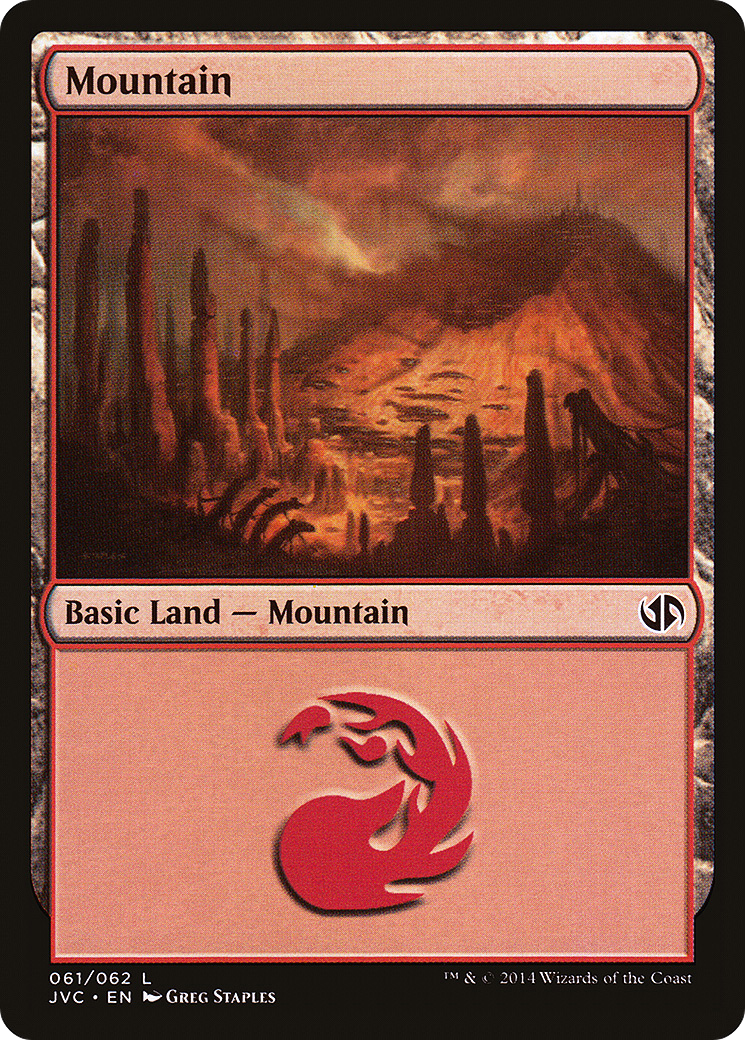 Mountain
Basic Land — Mountain
061/062 L
™ & © 2014 Wizards of the Coast
JVC • EN Greg Staples